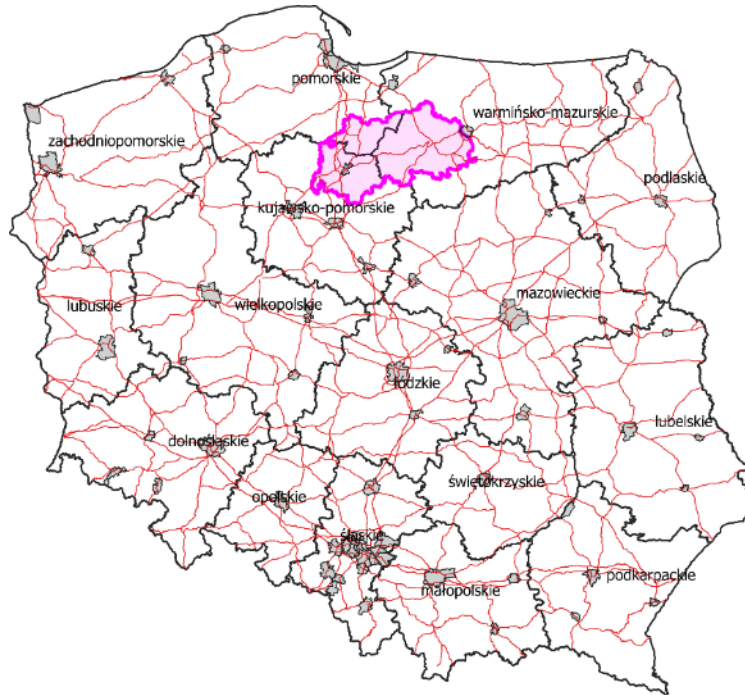 pomorskie
warmińsko-mazurskie
zachodniopomorskie
podlaskie
kujawsko-pomorskie
mazowieckie
lubuskie
wielkopolskie
łódzkie
lubelskie
dolnośląskie
świętokrzyskie
opolskie
śląskie
podkarpackie
małopolskie